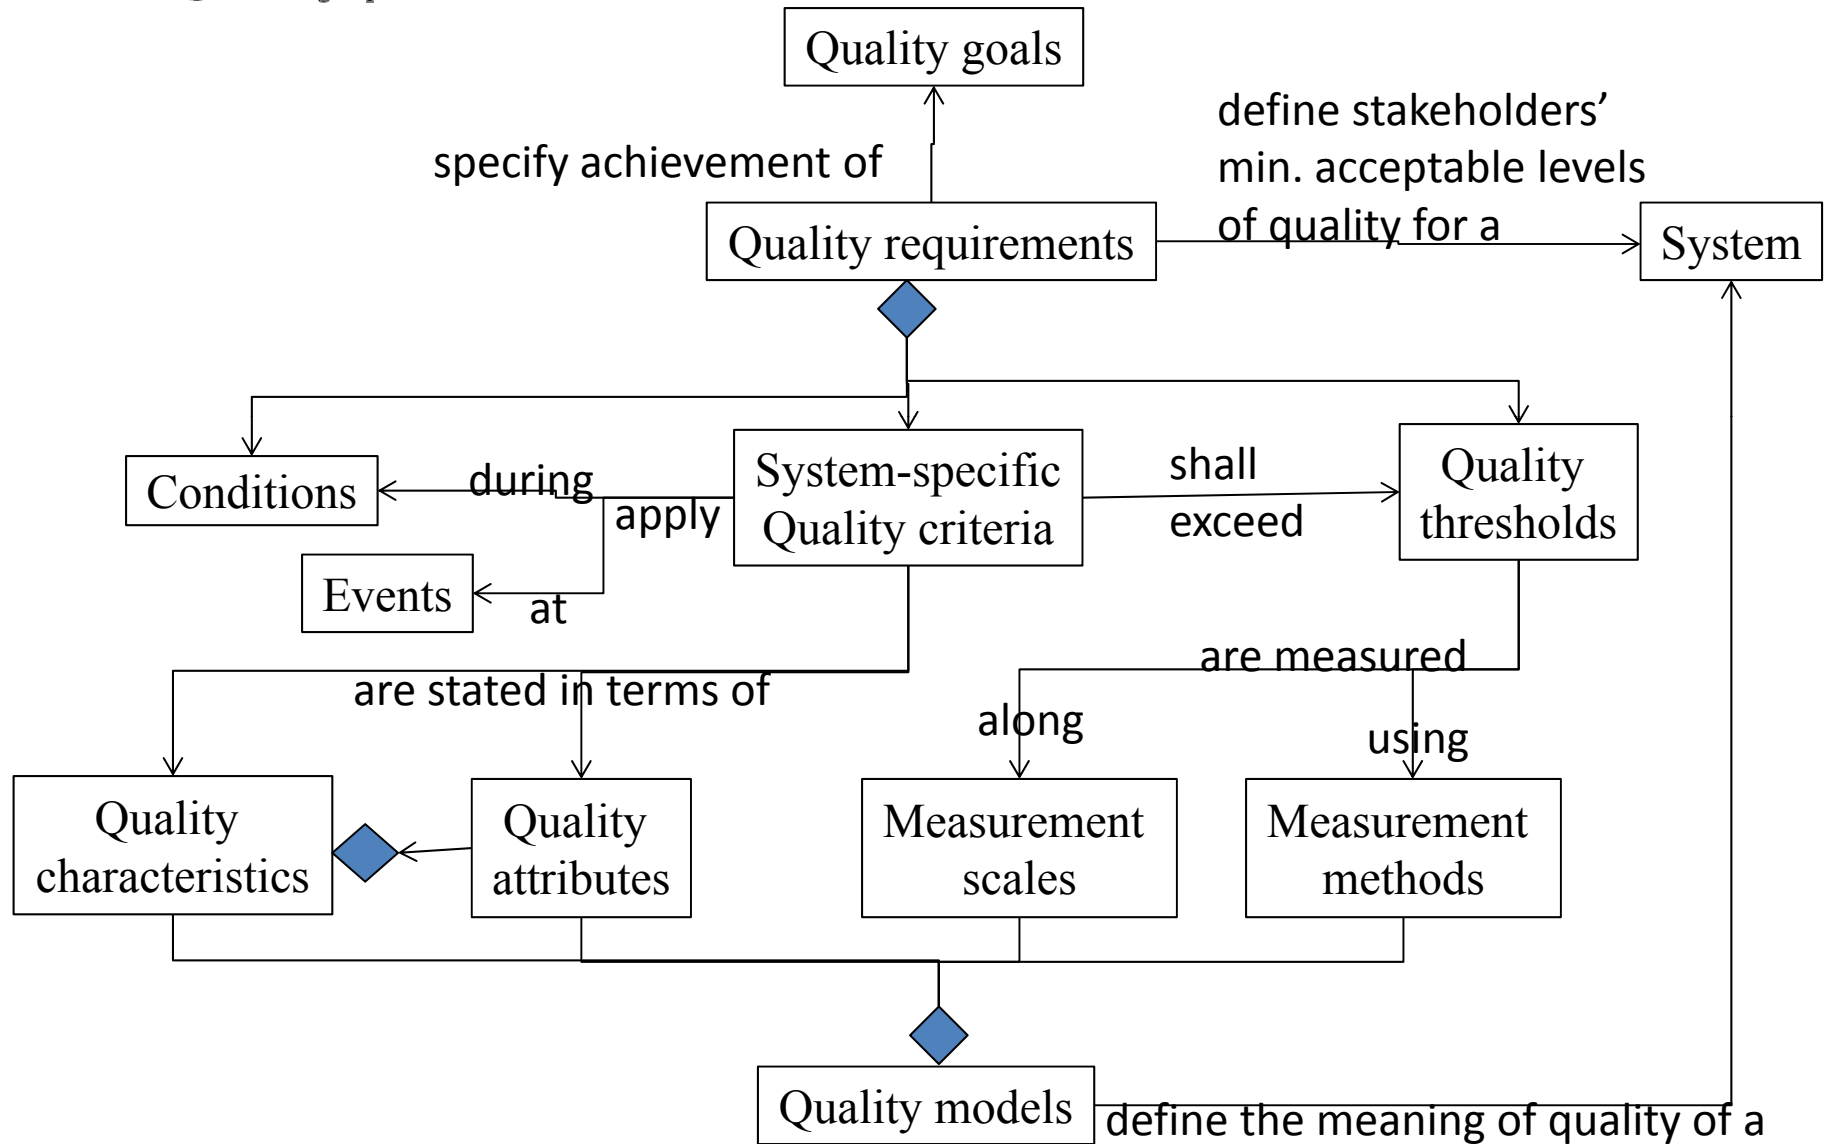 Quality goals
define stakeholders’
specify achievement of
min. acceptable levels
of quality for a
Quality requirements
System
Conditions
during
apply
System-specific
Quality criteria
shall
exceed
Quality
thresholds
Events
at
are stated in terms of
are measured
along
using
Quality
characteristics
Quality
attributes
Measurement
scales
Measurement
methods
Quality models
define the meaning of quality of a